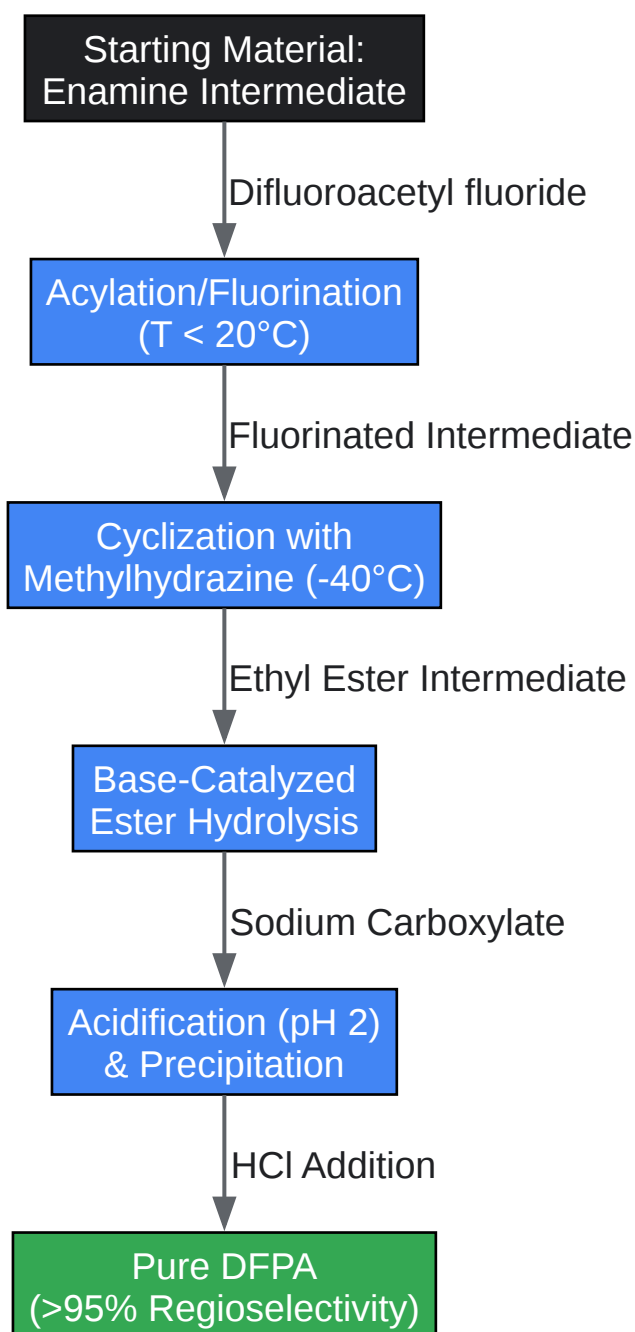 Starting Material:
Enamine Intermediate
Difluoroacetyl fluoride
Acylation/Fluorination
(T < 20°C)
Fluorinated Intermediate
Cyclization with
Methylhydrazine (-40°C)
Ethyl Ester Intermediate
Base-Catalyzed
Ester Hydrolysis
Sodium Carboxylate
Acidification (pH 2)
& Precipitation
HCl Addition
Pure DFPA
(>95% Regioselectivity)